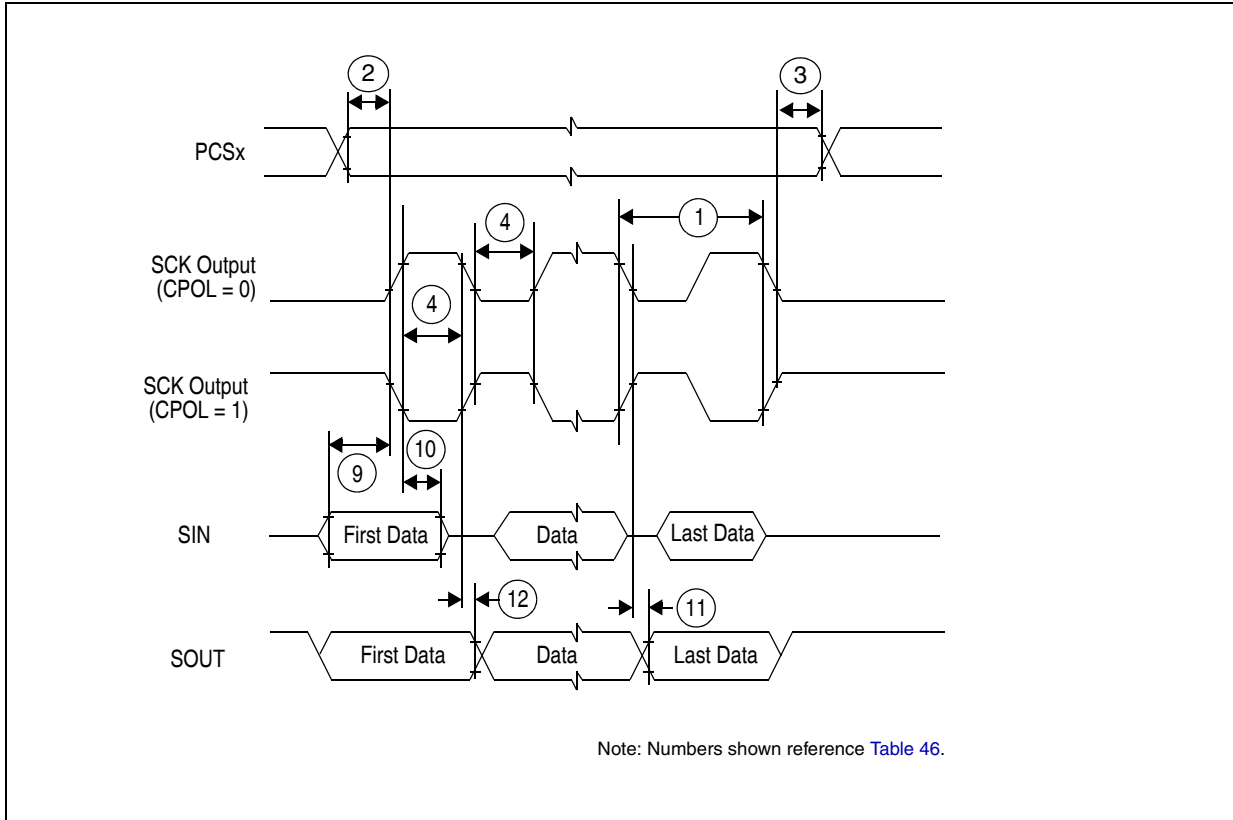 2
3
PCSx
4
1
SCK Output
(CPOL = 0)
4
SCK Output
(CPOL = 1)
10
9
SIN
First Data
Data
Last Data
12
11
SOUT
First Data
Data
Last Data
Note: Numbers shown reference Table 46.